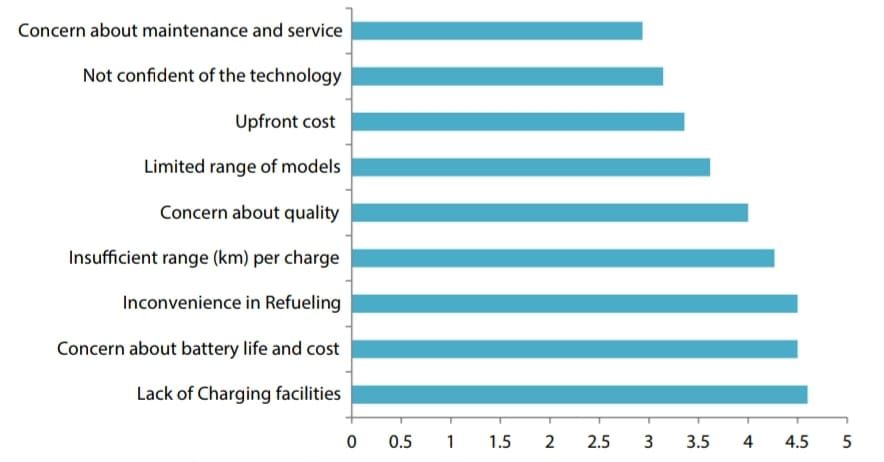 Concern about maintenance and service
Not confident of the technology
Upfront cost
Limited range of models
Concern about quality
Insufficient range (km) per charge
Inconvenience in Refueling
Concern about battery life and cost
Lack of Charging facilities
0 0.5 1 1.5 2 2.5 3 3.5 4 4.5 5